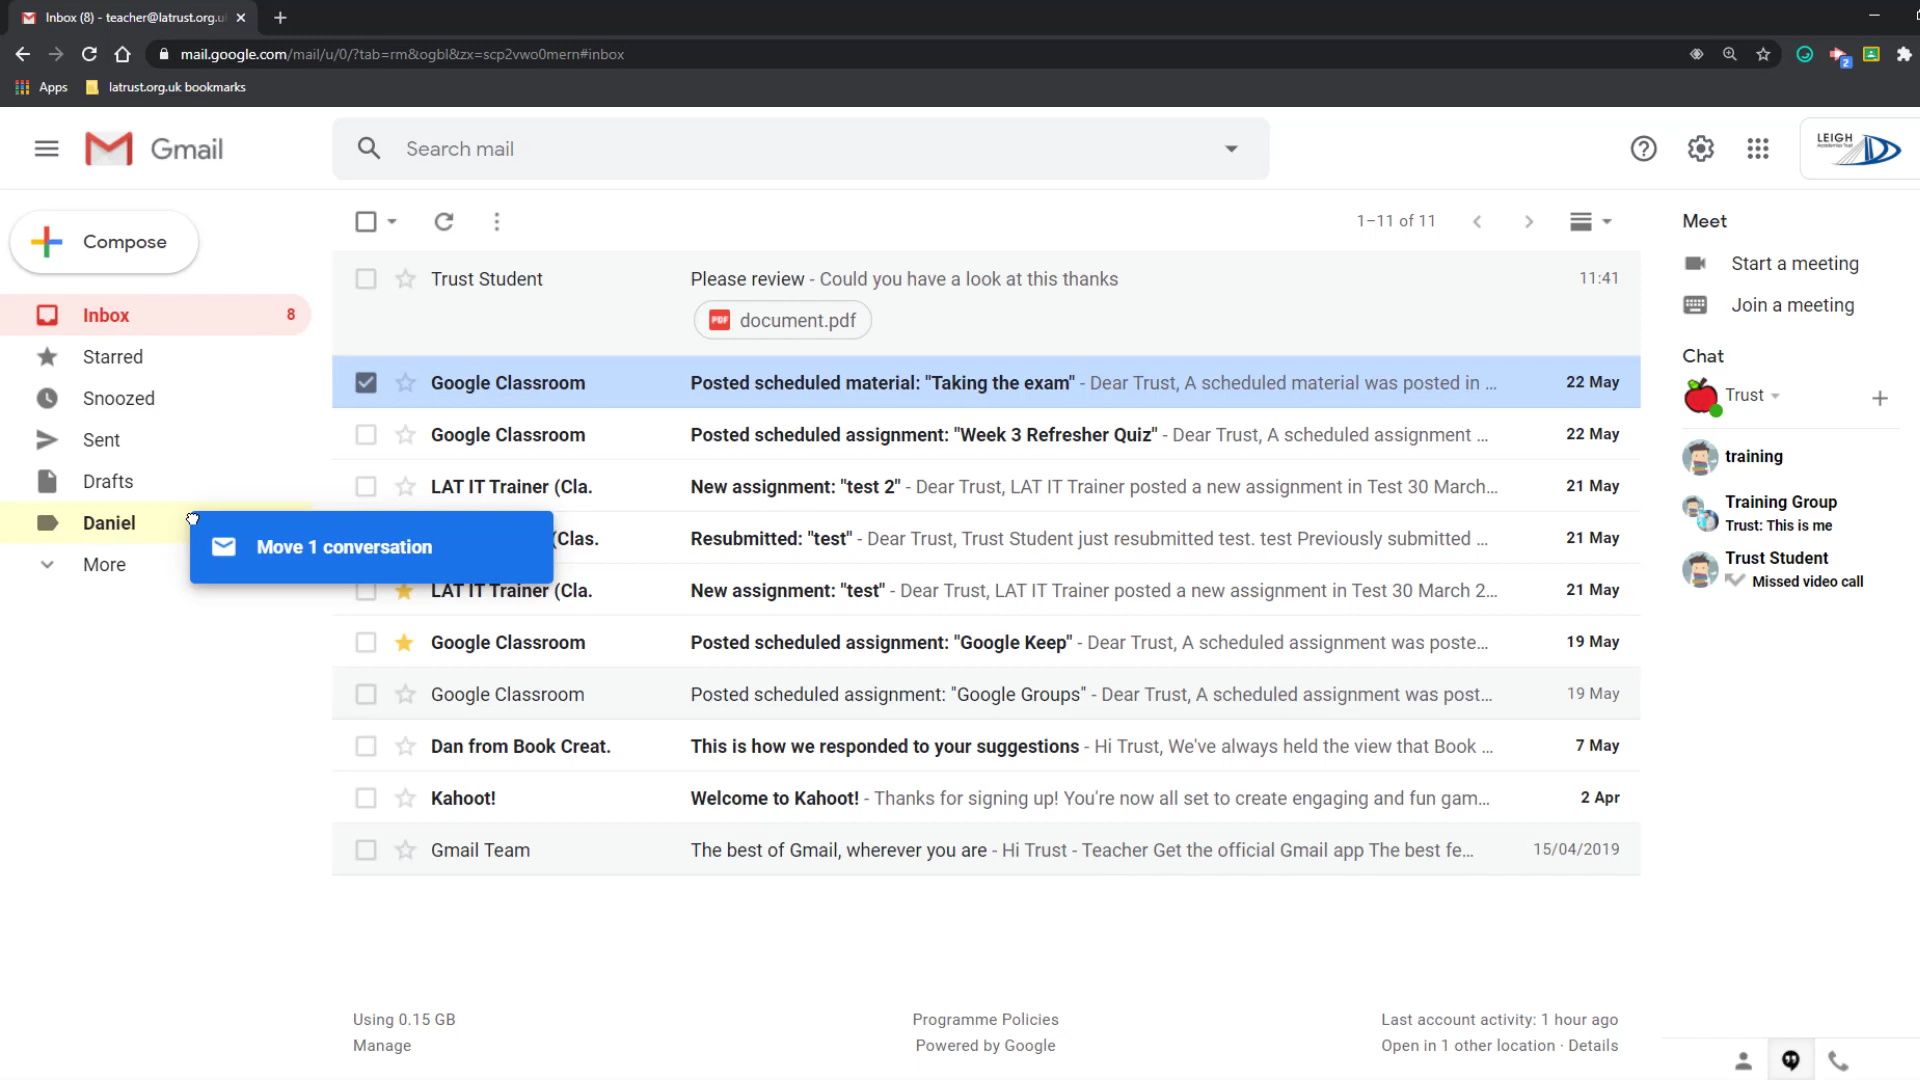 Inbox (8) - teacher@latrust.org.u
mail.google.com/mail/u/0/?tab=rm&ogbl&zx=scp2vwo0mern#inbox
2
Apps
latrust.org.uk bookmarks
Gmail
Search mail
LEIGH
Academies Trust
Compose
1–11 of 11
Inbox 8
Starred
Snoozed
Sent
Drafts
Daniel
More
Move 1 conversation
Trust Student Please review - Could you have a look at this thanks 11:41
PDF document.pdf
Google Classroom Posted scheduled material: "Taking the exam" - Dear Trust, A scheduled material was posted in ... 22 May
Google Classroom Posted scheduled assignment: "Week 3 Refresher Quiz" - Dear Trust, A scheduled assignment ... 22 May
LAT IT Trainer (Cla. New assignment: "test 2" - Dear Trust, LAT IT Trainer posted a new assignment in Test 30 March... 21 May
(Clas. Resubmitted: "test" - Dear Trust, Trust Student just resubmitted test. test Previously submitted ... 21 May
LAT IT Trainer (Cla. New assignment: "test" - Dear Trust, LAT IT Trainer posted a new assignment in Test 30 March 2... 21 May
Google Classroom Posted scheduled assignment: "Google Keep" - Dear Trust, A scheduled assignment was poste... 19 May
Google Classroom Posted scheduled assignment: "Google Groups" - Dear Trust, A scheduled assignment was post... 19 May
Dan from Book Creat. This is how we responded to your suggestions - Hi Trust, We've always held the view that Book ... 7 May
Kahoot! Welcome to Kahoot! - Thanks for signing up! You're now all set to create engaging and fun gam... 2 Apr
Gmail Team The best of Gmail, wherever you are - Hi Trust - Teacher Get the official Gmail app The best fe... 15/04/2019
Meet
Start a meeting
Join a meeting
Chat
Trust
training
Training Group
Trust: This is me
Trust Student
Missed video call
Using 0.15 GB
Manage
Programme Policies
Powered by Google
Last account activity: 1 hour ago
Open in 1 other location · Details